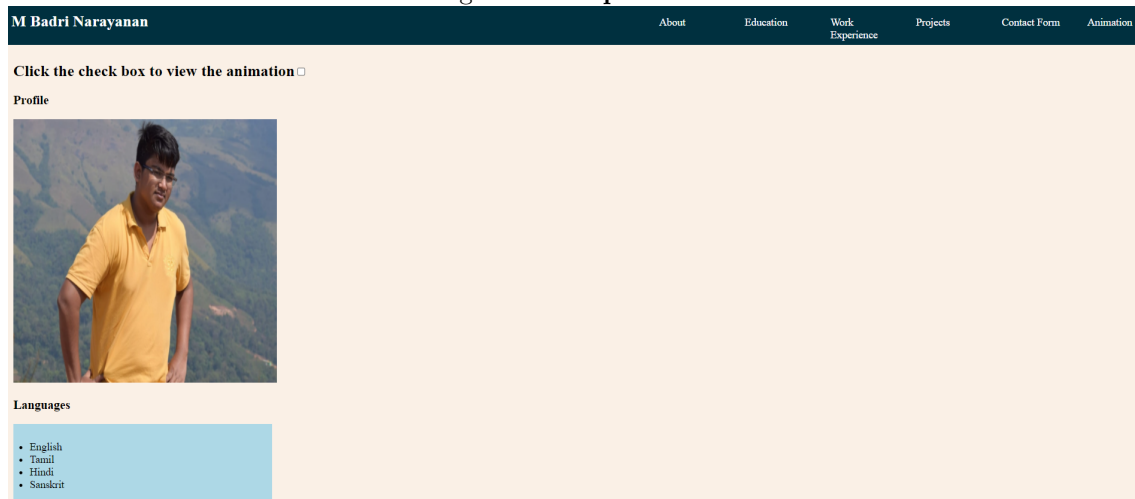 M Badri Narayanan
About
Education
Work
Experience
Projects
Contact Form
Animation
Click the check box to view the animation
Profile
Languages
English
Tamil
Hindi
Sanskrit